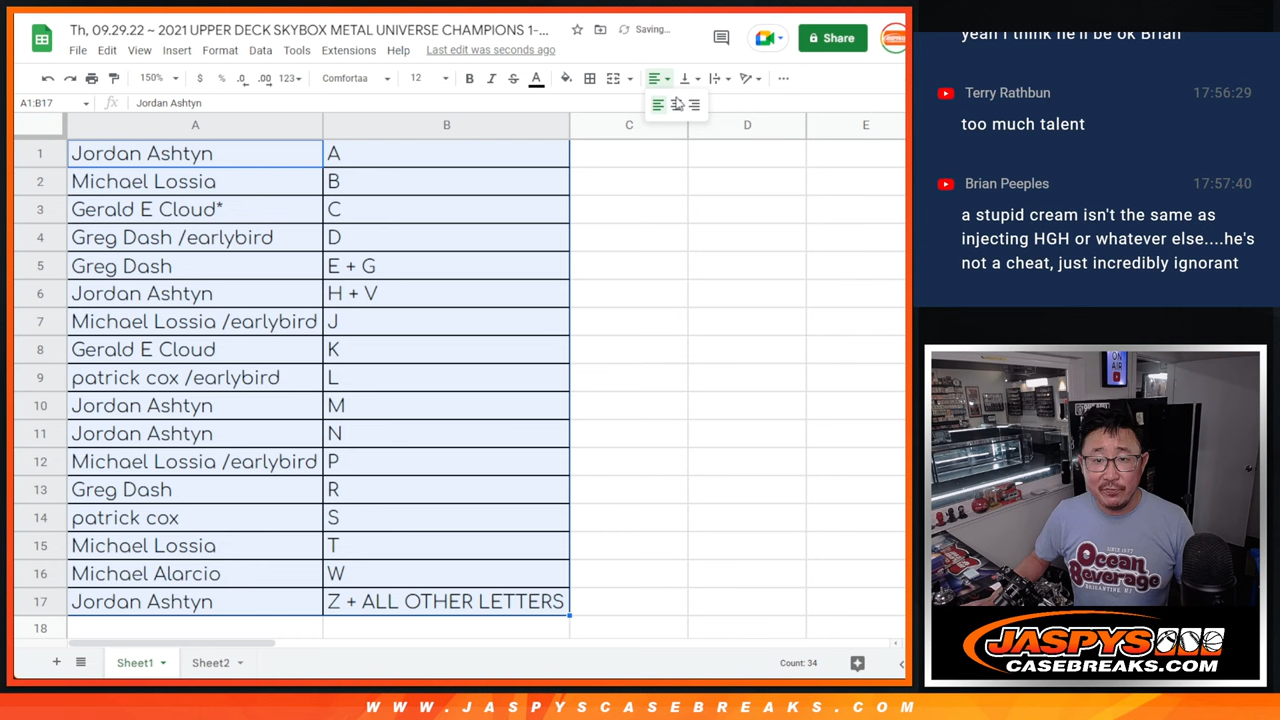 Th, 09.29.22 ~ 2021 UPPER DECK SKYBOX METAL UNIVERSE CHAMPIONS 1-...
Saving...
Share
File Edit View Insert Format Data Tools Extensions Help Last edit was seconds ago
150% $ % .0 .00 123 Comfortaa 12 B I S A
A1:B17 fx Jordan Ashtyn
A B C D E
1 Jordan Ashtyn A
2 Michael Lossia B
3 Gerald E Cloud* C
4 Greg Dash /earlybird D
5 Greg Dash E + G
6 Jordan Ashtyn H + V
7 Michael Lossia /earlybird J
8 Gerald E Cloud K
9 patrick cox /earlybird L
10 Jordan Ashtyn M
11 Jordan Ashtyn N
12 Michael Lossia /earlybird P
13 Greg Dash R
14 patrick cox S
15 Michael Lossia T
16 Michael Alarcio W
17 Jordan Ashtyn Z + ALL OTHER LETTERS
18
Sheet1 Sheet2 Count: 34
yeah I think he'll be ok Brian
Terry Rathbun 17:56:29
too much talent
Brian Peeples 17:57:40
a stupid cream isn't the same as
injecting HGH or whatever else....he's
not a cheat, just incredibly ignorant
ON
AIR
SINCE 1977
Ocean
Beverage
BRIGANTINE, NJ
JASPYS
CASEBREAKS.COM
WWW.JASPYSCASEBREAKS.COM